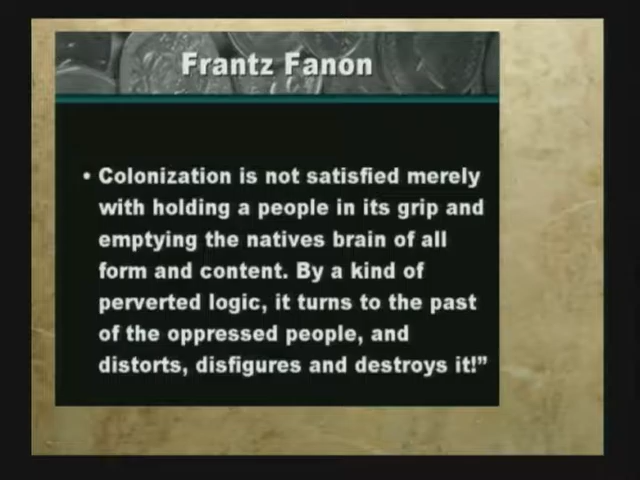 Frantz Fanon
• Colonization is not satisfied merely
with holding a people in its grip and
emptying the natives brain of all
form and content. By a kind of
perverted logic, it turns to the past
of the oppressed people, and
distorts, disfigures and destroys it!”